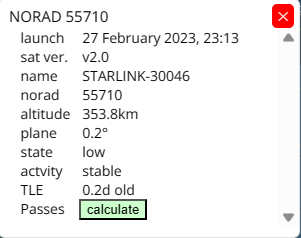 NORAD 55710
launch 27 February 2023, 23:13
sat ver. v2.0
name STARLINK-30046
norad 55710
altitude 353.8km
plane 0.2°
state low
actvity stable
TLE 0.2d old
Passes calculate